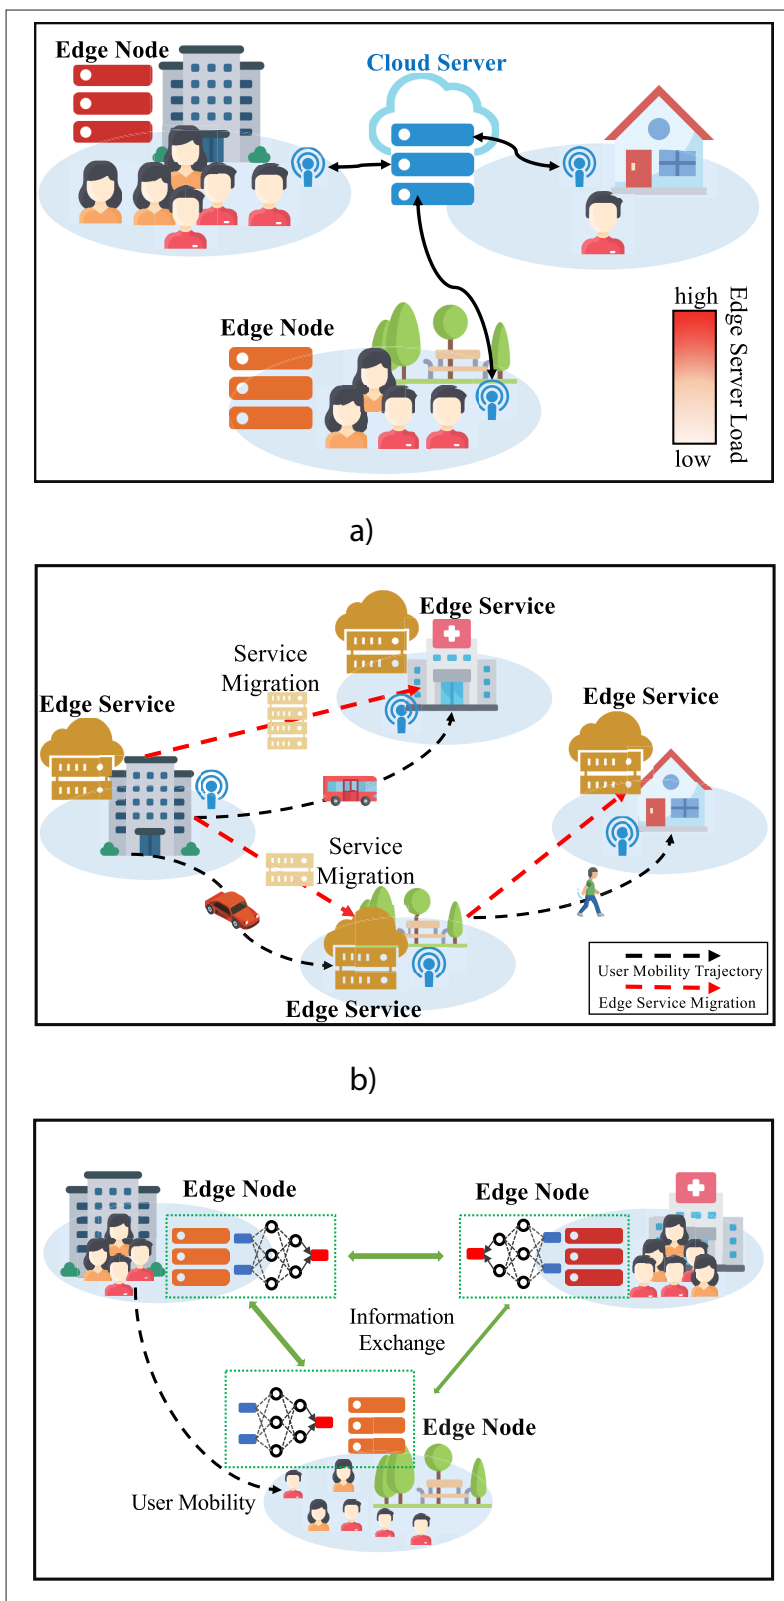 Edge Node
Cloud Server
Edge Node
high
Edge Server Load
low
a)
Edge Service
Service
Migration
Edge Service
Edge Service
Service
Migration
Edge Service
User Mobility Trajectory
Edge Service Migration
b)
Edge Node
Edge Node
Information
Exchange
Edge Node
User Mobility